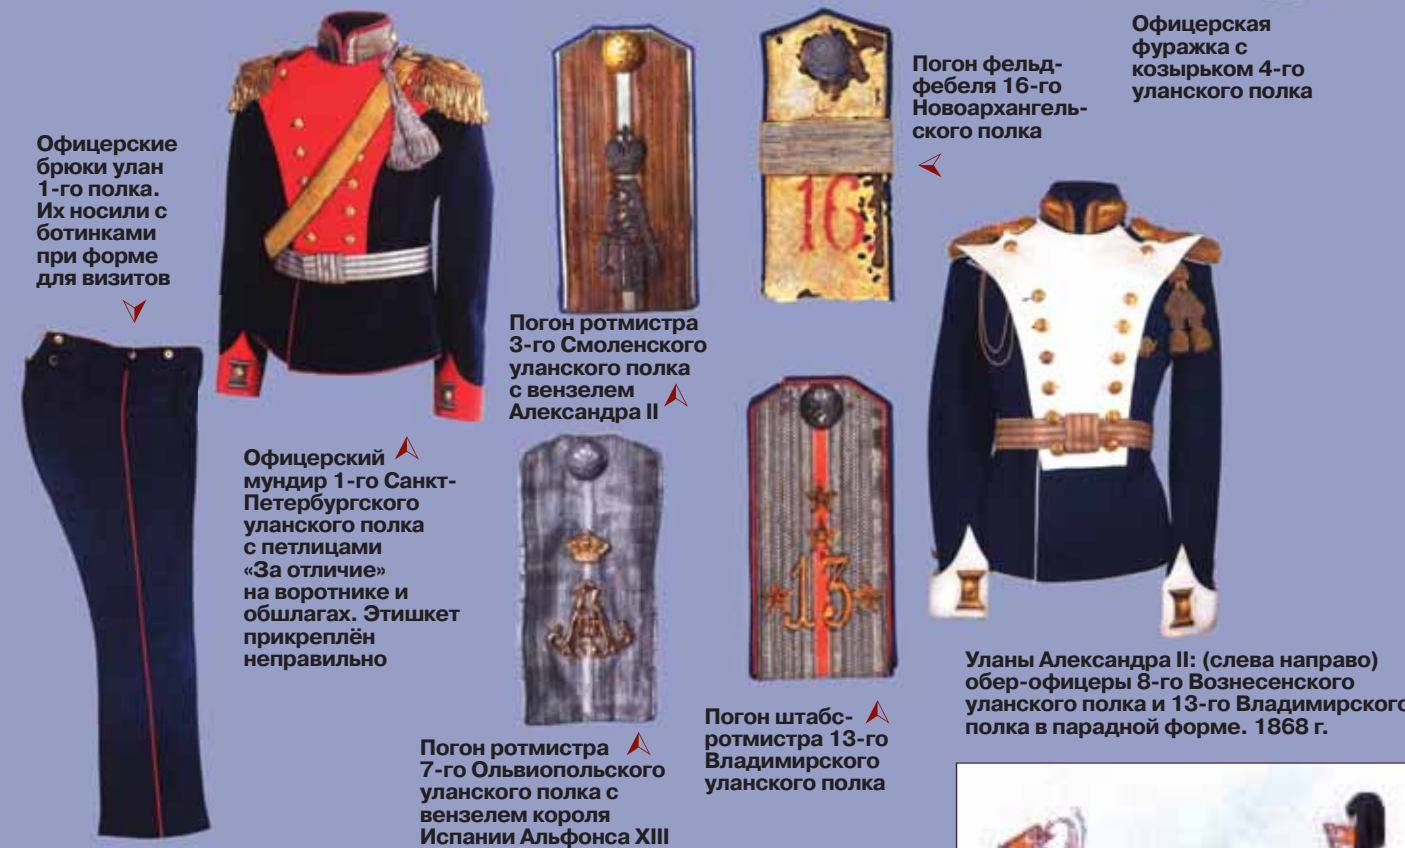 Офицерские
брюки улан
1-го полка.
Их носили с
ботинками
при форме
для визитов
Офицерский
мундир 1-го Санкт-
Петербургского
уланского полка
с петлицами
«За отличие»
на воротнике и
обшлагах. Этишкет
прикреплён
неправильно
Погон ротмистра
3-го Смоленского
уланского полка
с вензелем
Александра II
Погон ротмистра
7-го Ольвиопольского
уланского полка с
вензелем короля
Испании Альфонса XIII
16.
Погон фельд-
фебеля 16-го
Новоархангель-
ского полка
13
Погон штабс-
ротмистра 13-го
Владимирского
уланского полка
Офицерская
фуражка с
козырьком 4-го
уланского полка
Уланы Александра II: (слева направо)
обер-офицеры 8-го Вознесенского
уланского полка и 13-го Владимирского
полка в парадной форме. 1868 г.